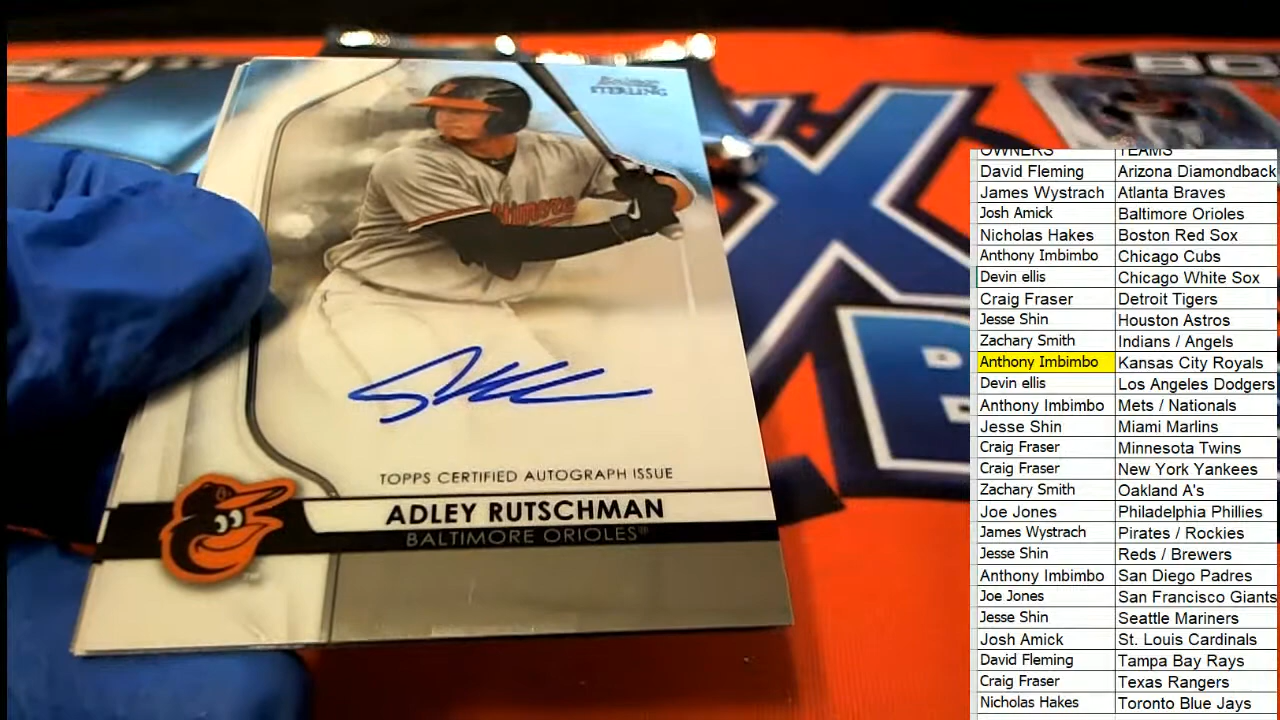 Bowman
STERLING
Baltimore
TOPPS CERTIFIED AUTOGRAPH ISSUE
ADLEY RUTSCHMAN
BALTIMORE ORIOLES®
TM
OWNERS TEAMS
David Fleming Arizona Diamondback
James Wystrach Atlanta Braves
Josh Amick Baltimore Orioles
Nicholas Hakes Boston Red Sox
Anthony Imbimbo Chicago Cubs
Devin ellis Chicago White Sox
Craig Fraser Detroit Tigers
Jesse Shin Houston Astros
Zachary Smith Indians / Angels
Anthony Imbimbo Kansas City Royals
Devin ellis Los Angeles Dodgers
Anthony Imbimbo Mets / Nationals
Jesse Shin Miami Marlins
Craig Fraser Minnesota Twins
Craig Fraser New York Yankees
Zachary Smith Oakland A's
Joe Jones Philadelphia Phillies
James Wystrach Pirates / Rockies
Jesse Shin Reds / Brewers
Anthony Imbimbo San Diego Padres
Joe Jones San Francisco Giants
Jesse Shin Seattle Mariners
Josh Amick St. Louis Cardinals
David Fleming Tampa Bay Rays
Craig Fraser Texas Rangers
Nicholas Hakes Toronto Blue Jays